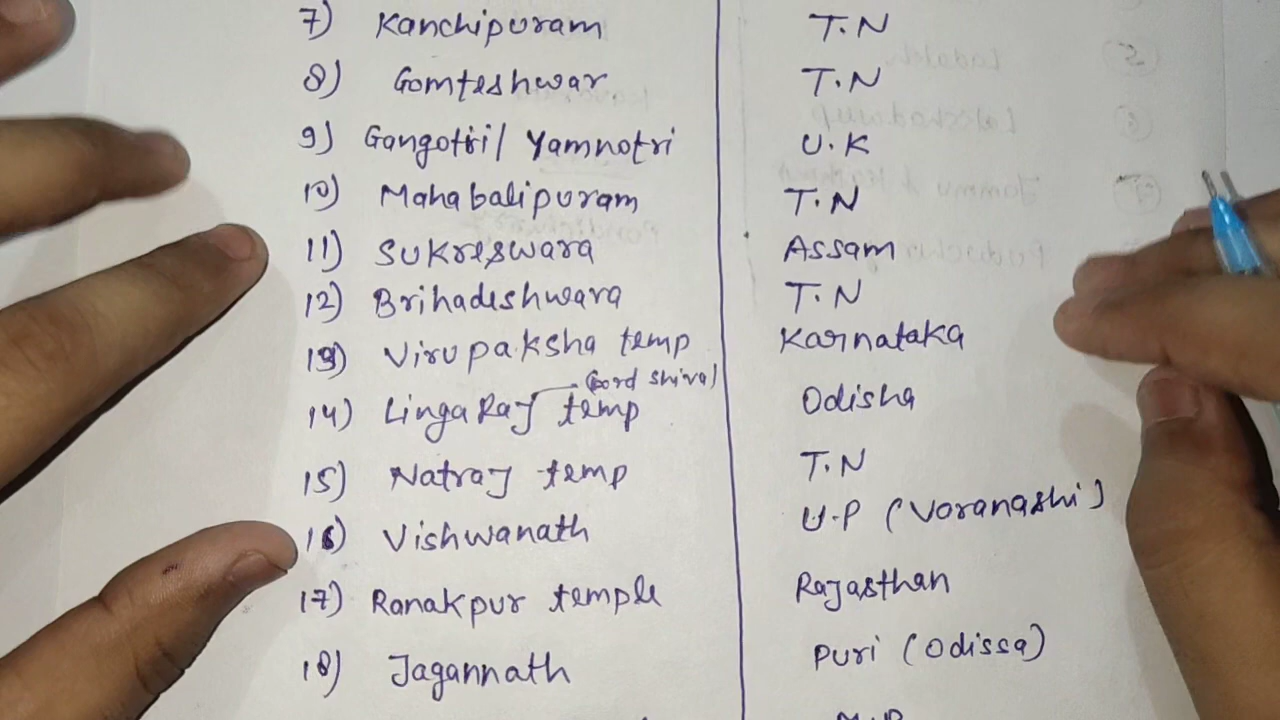 7) Kanchipuram T.N
8) Gomteshwar T.N
9) Gangotri/ Yamnotri U.K
10) Mahabalipuram T.N
11) Sukreswara Assam
12) Brihadeshwara T.N
13) Virupaksha temp Karnataka
(Lord Shiva)
14) LingaRaj temp Odisha
15) Natraj temp T.N
16) Vishwanath U.P (Varanashi)
17) Ranakpur temple Rajasthan
18) Jagannath Puri (Odissa)